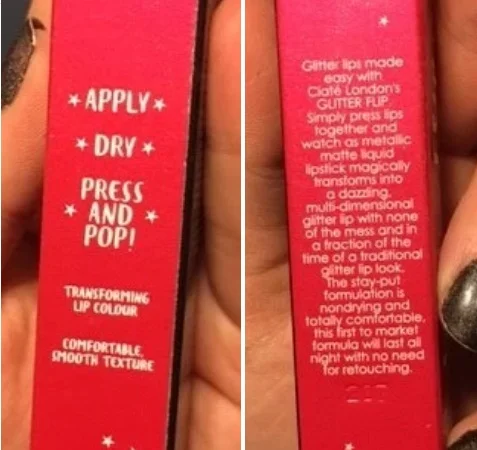 APPLY
DRY
PRESS
AND
POP!
TRANSFORMING
LIP COLOUR
COMFORTABLE,
SMOOTH TEXTURE
Glitter lips made
easy with
Ciaté London's
GLITTER FLIP.
Simply press lips
together and
watch as metallic
matte liquid
lipstick magically
transforms into
a dazzling,
multi-dimensional
glitter lip with none
of the mess and in
a fraction of the
time of a traditional
glitter lip look.
The stay-put
formulation is
nondrying and
totally comfortable,
this first to market
formula will last all
night with no need
for retouching.
217